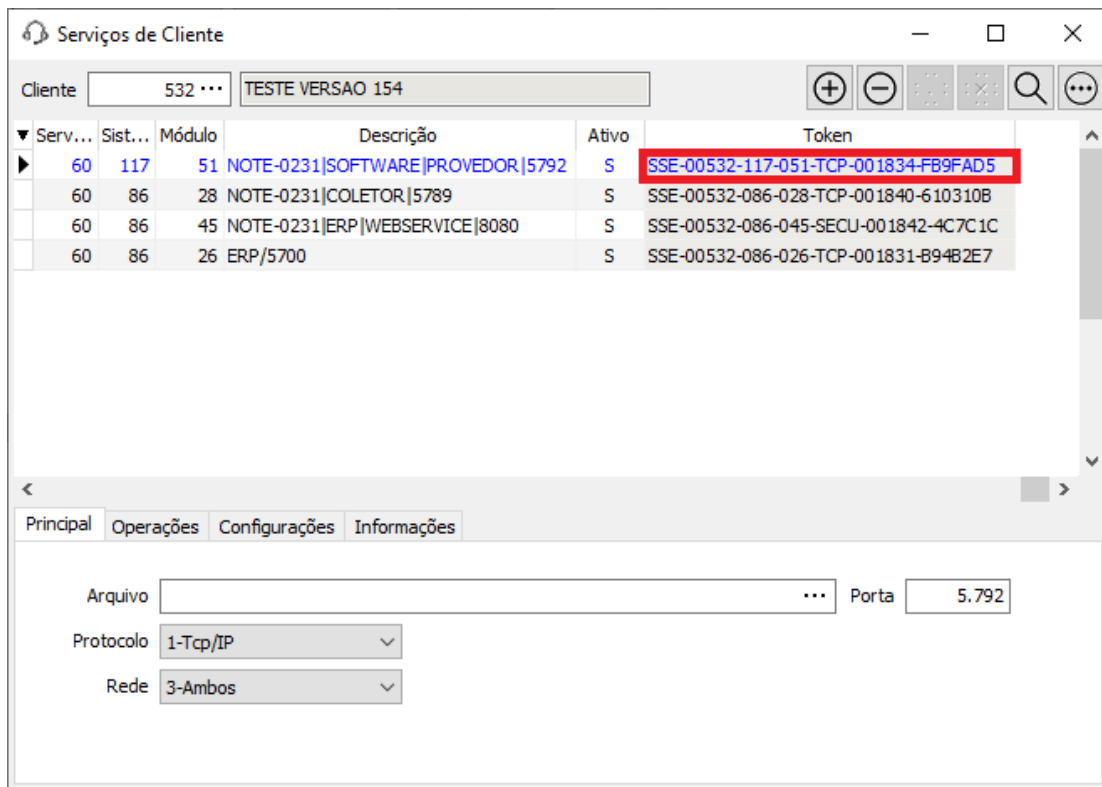 Serviços de Cliente
Cliente 532 ··· TESTE VERSAO 154
Serv... Sist... Módulo Descrição Ativo Token
60 117 51 NOTE-0231|SOFTWARE|PROVEDOR|5792 S SSE-00532-117-051-TCP-001834-FB9FAD5
60 86 28 NOTE-0231|COLETOR|5789 S SSE-00532-086-028-TCP-001840-610310B
60 86 45 NOTE-0231|ERP|WEBSERVICE|8080 S SSE-00532-086-045-SECU-001842-4C7C1C
60 86 26 ERP/5700 S SSE-00532-086-026-TCP-001831-B94B2E7
Principal Operações Configurações Informações
Arquivo ··· Porta 5.792
Protocolo 1-Tcp/IP
Rede 3-Ambos